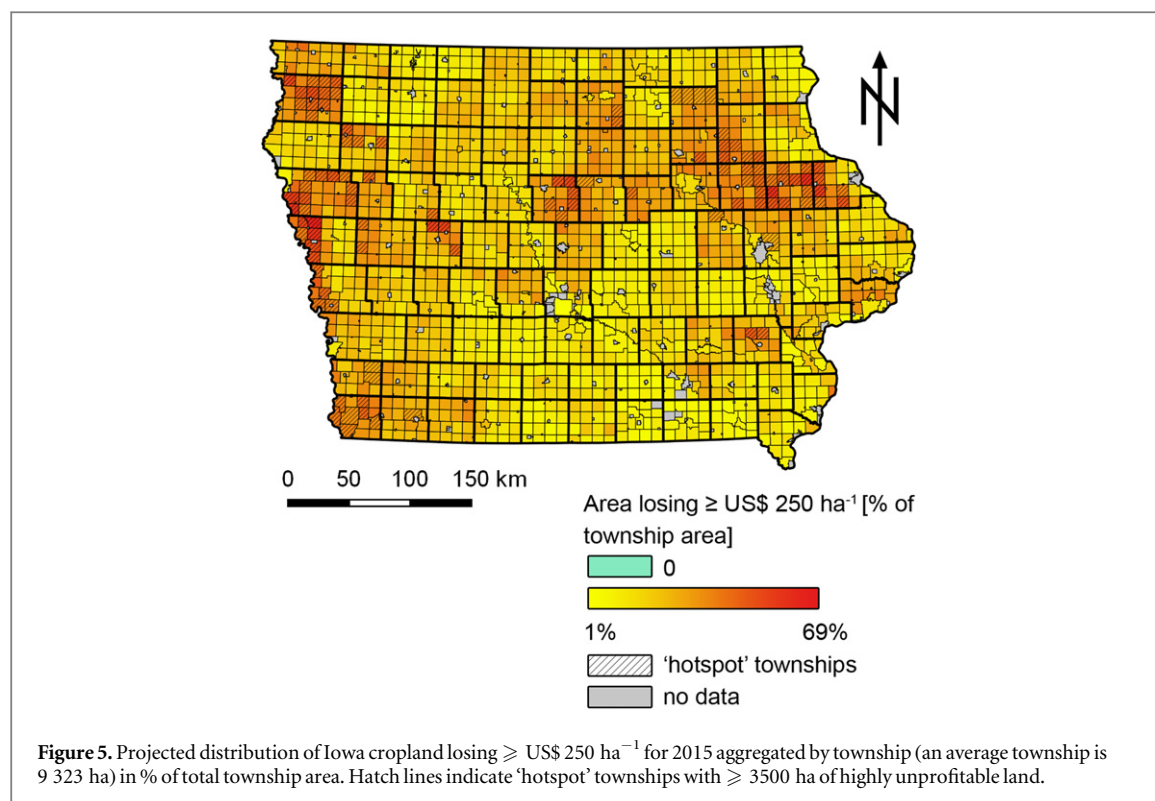 N
0 50 100 150 km
Area losing ≥ US$ 250 ha⁻¹ [% of
township area]
0
1% 69%
'hotspot' townships
no data
Figure 5. Projected distribution of Iowa cropland losing ⩾ US$ 250 ha⁻¹ for 2015 aggregated by township (an average township is
9 323 ha) in % of total township area. Hatch lines indicate 'hotspot' townships with ⩾ 3500 ha of highly unprofitable land.